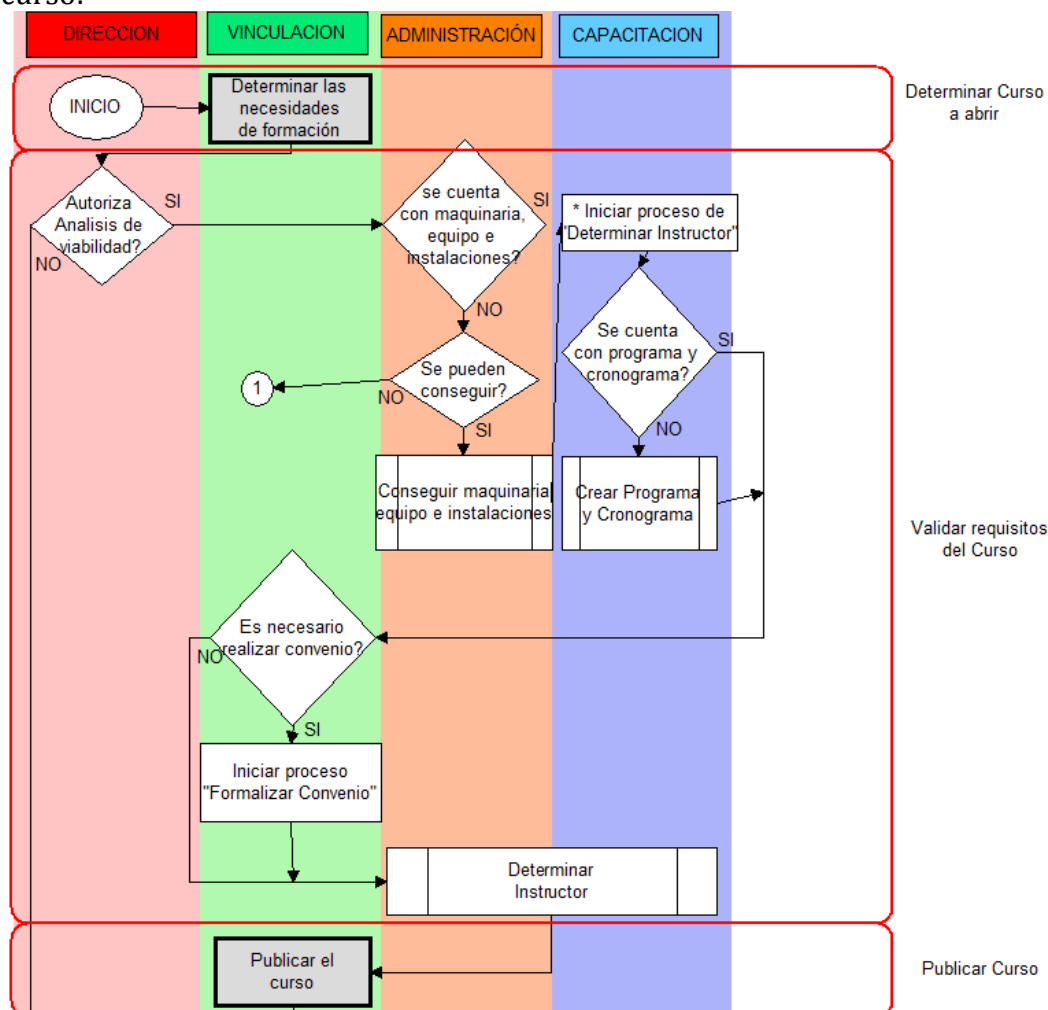 curso.
DIRECCION
VINCULACION
ADMINISTRACIÓN
CAPACITACION
INICIO
Determinar las
necesidades
de formación
Determinar Curso
a abrir
Autoriza
Analisis de
viabilidad?
SI
NO
se cuenta
con maquinaria,
equipo e
instalaciones?
SI
NO
* Iniciar proceso de
"Determinar Instructor"
Se cuenta
con programa y
cronograma?
SI
NO
Se pueden
conseguir?
NO
SI
1
Conseguir maquinaria
equipo e instalaciones
Crear Programa
y Cronograma
Validar requisitos
del Curso
Es necesario
realizar convenio?
NO
SI
Iniciar proceso
"Formalizar Convenio"
Determinar
Instructor
Publicar el
curso
Publicar Curso